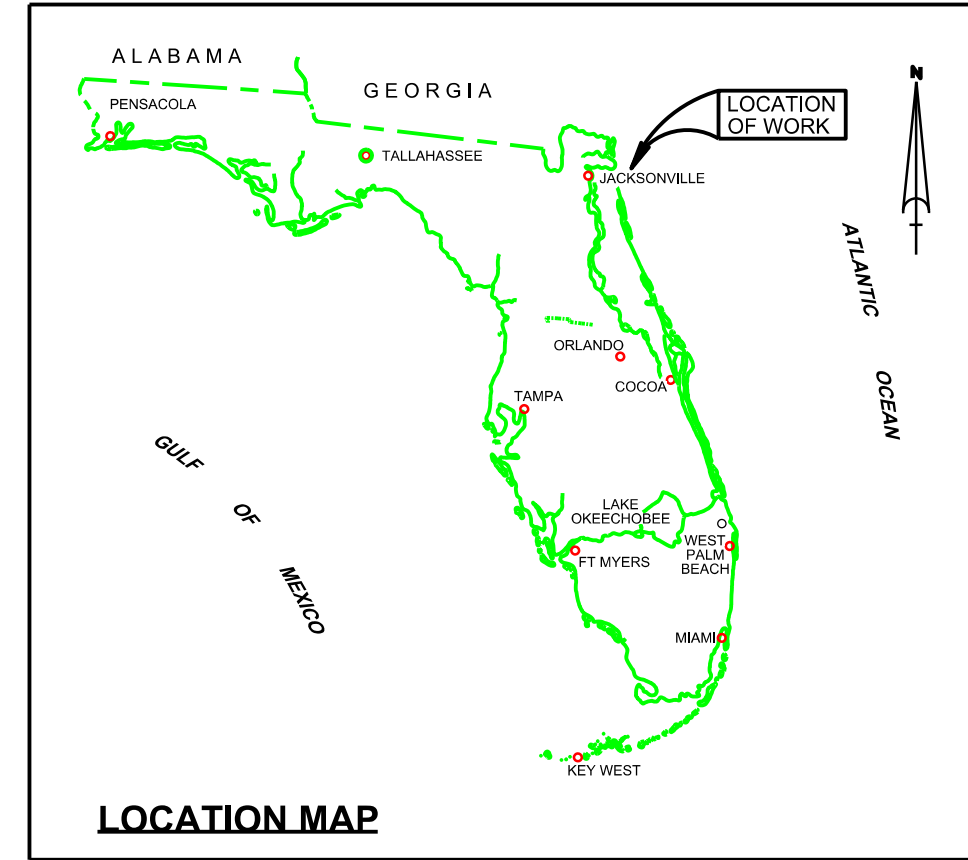 ALABAMA
GEORGIA
N
PENSACOLA
LOCATION
OF WORK
TALLAHASSEE
JACKSONVILLE
ATLANTIC
OCEAN
ORLANDO
COCOA
TAMPA
GULF
OF
MEXICO
LAKE
OKEECHOBEE
WEST
PALM
BEACH
FT MYERS
MIAMI
KEY WEST
LOCATION MAP